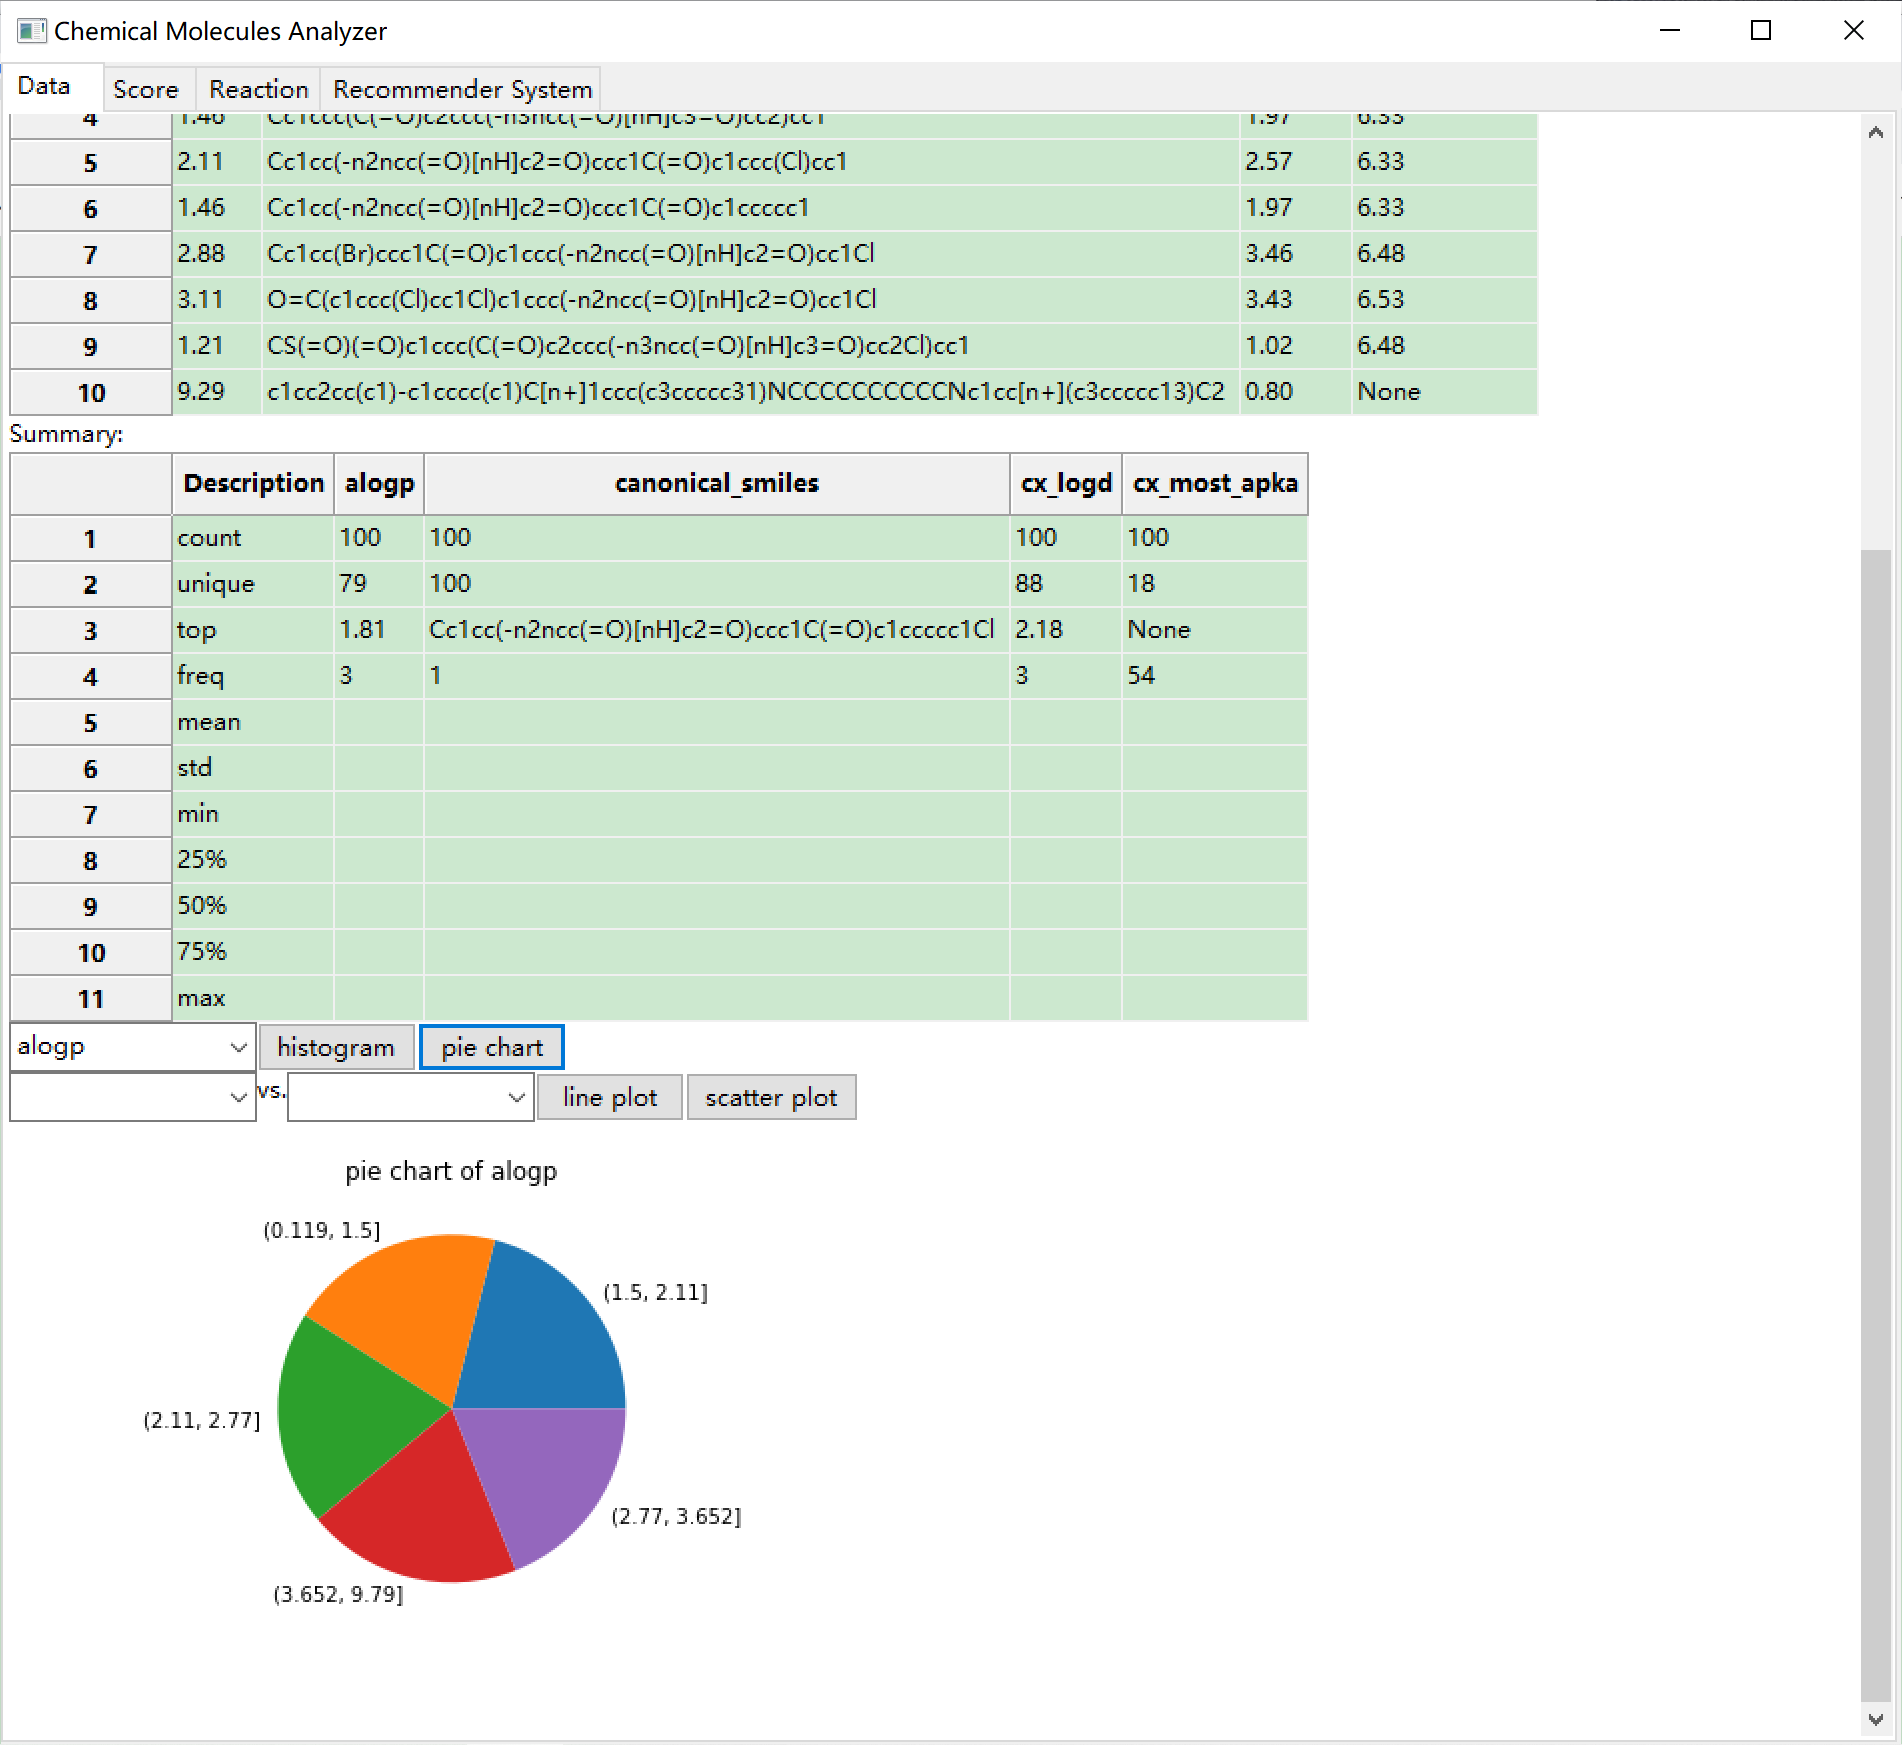 Chemical Molecules Analyzer
Data Score Reaction Recommender System
4 1.46 Cc1ccc(C(=O)c2ccc(-n3ncc(=O)[nH]c3=O)cc2)cc1 1.97 6.33
5 2.11 Cc1cc(-n2ncc(=O)[nH]c2=O)ccc1C(=O)c1ccc(Cl)cc1 2.57 6.33
6 1.46 Cc1cc(-n2ncc(=O)[nH]c2=O)ccc1C(=O)c1ccccc1 1.97 6.33
7 2.88 Cc1cc(Br)ccc1C(=O)c1ccc(-n2ncc(=O)[nH]c2=O)cc1Cl 3.46 6.48
8 3.11 O=C(c1ccc(Cl)cc1Cl)c1ccc(-n2ncc(=O)[nH]c2=O)cc1Cl 3.43 6.53
9 1.21 CS(=O)(=O)c1ccc(C(=O)c2ccc(-n3ncc(=O)[nH]c3=O)cc2Cl)cc1 1.02 6.48
10 9.29 c1cc2cc(c1)-c1cccc(c1)C[n+]1ccc(c3ccccc31)NCCCCCCCCCCNc1cc[n+](c3ccccc13)C2 0.80 None
Summary:
Description alogp canonical_smiles cx_logd cx_most_apka
1 count 100 100 100 100
2 unique 79 100 88 18
3 top 1.81 Cc1cc(-n2ncc(=O)[nH]c2=O)ccc1C(=O)c1ccccc1Cl 2.18 None
4 freq 3 1 3 54
5 mean
6 std
7 min
8 25%
9 50%
10 75%
11 max
alogp histogram pie chart
vs. line plot scatter plot
pie chart of alogp
(0.119, 1.5]
(1.5, 2.11]
(2.11, 2.77]
(2.77, 3.652]
(3.652, 9.79]